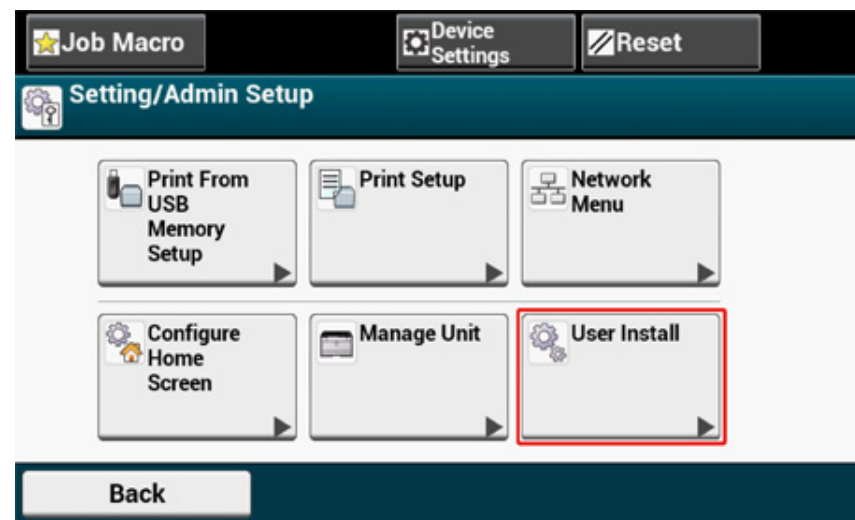 Job Macro
Device
Settings
Reset
Setting/Admin Setup
Print From
USB
Memory
Setup
Print Setup
Network
Menu
Configure
Home
Screen
Manage Unit
User Install
Back